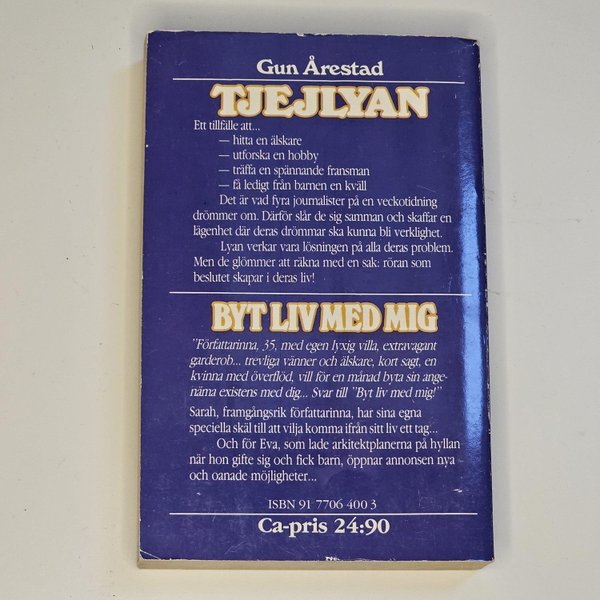 Gun Årestad
TJEJLYAN
Ett tillfälle att...
— hitta en älskare
— utforska en hobby
— träffa en spännande fransman
— få ledigt från barnen en kväll
Det är vad fyra journalister på en veckotidning
drömmer om. Därför slår de sig samman och skaffar en
lägenhet där deras drömmar ska kunna bli verklighet.
Lyan verkar vara lösningen på alla deras problem.
Men de glömmer att räkna med en sak: röran som
beslutet skapar i deras liv!
BYT LIV MED MIG
"Författarinna, 35, med egen lyxig villa, extravagant
garderob... trevliga vänner och älskare, kort sagt, en
kvinna med överflöd, vill för en månad byta sin ange-
näma existens med dig... Svar till "Byt liv med mig!"
Sarah, framgångsrik författarinna, har sina egna
speciella skäl till att vilja komma ifrån sitt liv ett tag...
Och för Eva, som lade arkitektplanerna på hyllan
när hon gifte sig och fick barn, öppnar annonsen nya
och oanade möjligheter...
ISBN 91 7706 400 3
Ca-pris 24:90